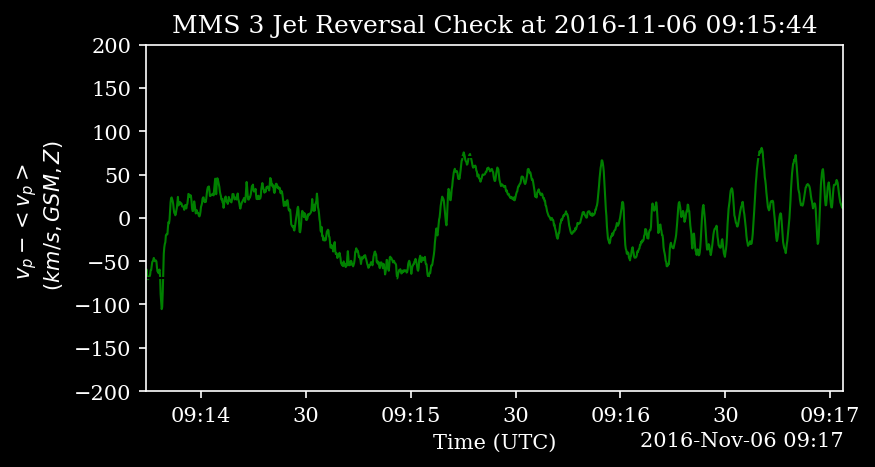 MMS 3 Jet Reversal Check at 2016-11-06 09:15:44
200
150
100
50
0
−50
−100
−150
−200
v_p − <v_p>
(km/s, GSM, Z)
09:14 30 09:15 30 09:16 30 09:17
Time (UTC) 2016-Nov-06 09:17